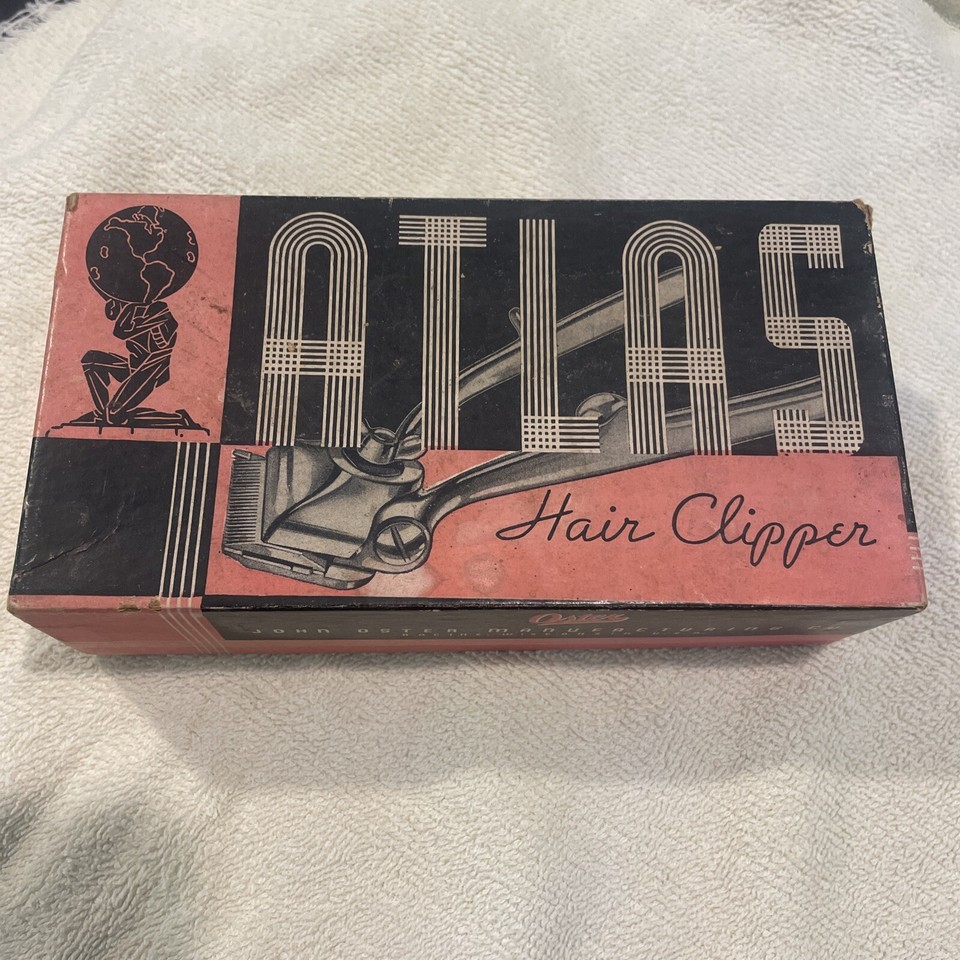 ATLAS
Hair Clipper
Oster
JOHN OSTER MANUFACTURING CO